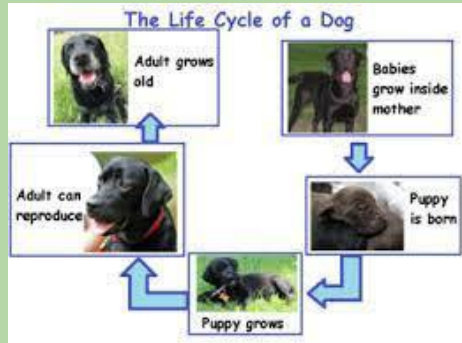 The Life Cycle of a Dog
Babies
grow inside
mother
Puppy
is born
Puppy grows
Adult can
reproduce
Adult grows
old